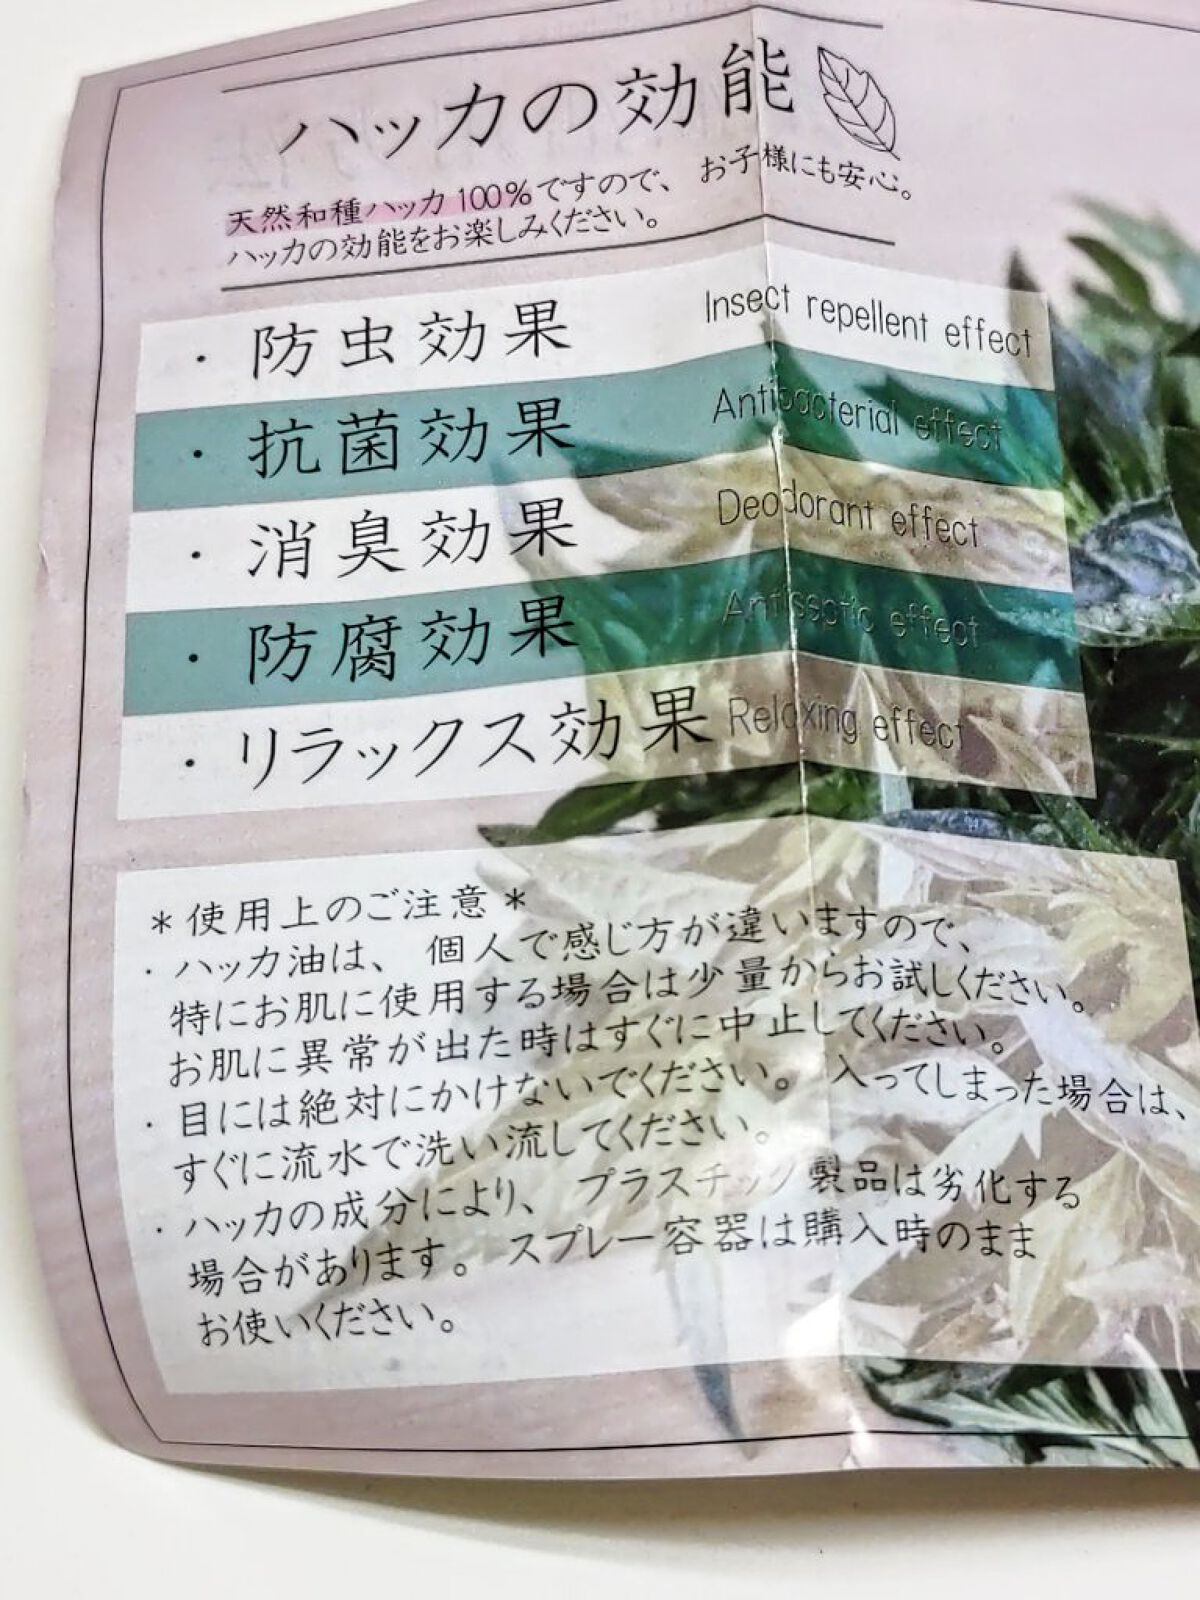 ハッカの効能
天然和種ハッカ100%ですので、お子様にも安心。
ハッカの効能をお楽しみください。
・防虫効果 Insect repellent effect
・抗菌効果 Antibacterial effect
・消臭効果 Deodorant effect
・防腐効果 Antiseptic effect
・リラックス効果 Relaxing effect
＊使用上のご注意＊
・ハッカ油は、個人で感じ方が違いますので、
特にお肌に使用する場合は少量からお試しください。
お肌に異常が出た時はすぐに中止してください。
・目には絶対にかけないでください。入ってしまった場合は、
すぐに流水で洗い流してください。
・ハッカの成分により、プラスチック製品は劣化する
場合があります。スプレー容器は購入時のまま
お使いください。